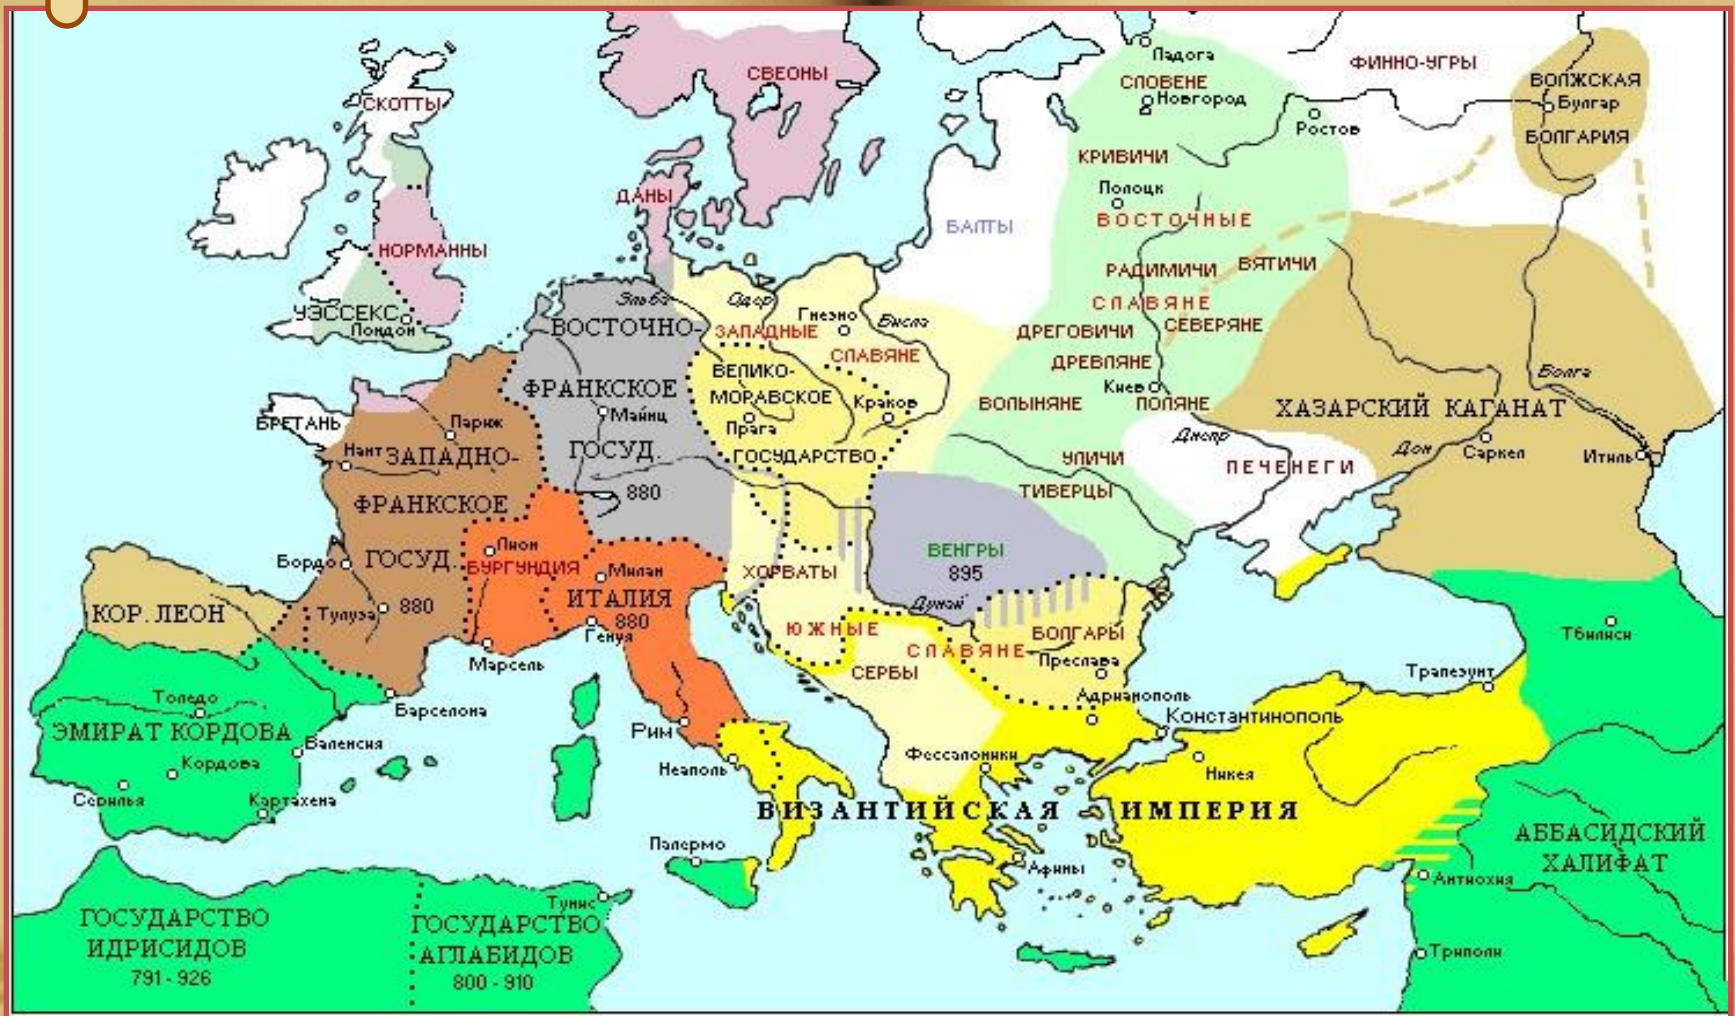 СВЕОНЫ
СКОТТЫ
Ладога
СЛОВЕНЕ
Новгород
ФИННО-УГРЫ
ВОЛЖСКАЯ
Булгар
БОЛГАРИЯ
Ростов
КРИВИЧИ
Полоцк
ВОСТОЧНЫЕ
ДАНЫ
БАЛТЫ
НОРМАННЫ
РАДИМИЧИ
ВЯТИЧИ
СЛАВЯНЕ
СЕВЕРЯНЕ
ДРЕГОВИЧИ
ДРЕВЛЯНЕ
Киев
ПОЛЯНЕ
ВОЛЫНЯНЕ
УЭССЕКС
Лондон
Эльба
Одор
Гнезно
Висла
ВОСТОЧНО-
ФРАНКСКОЕ
Майнц
ГОСУД.
880
ЗАПАДНЫЕ
СЛАВЯНЕ
ВЕЛИКО-
МОРАВСКОЕ
Прага
Краков
ГОСУДАРСТВО
Волга
ХАЗАРСКИЙ КАГАНАТ
Днепр
Дон
Саркел
Итиль
ПЕЧЕНЕГИ
УЛИЧИ
ТИВЕРЦЫ
БРЕТАНЬ
Париж
Нант
ЗАПАДНО-
ФРАНКСКОЕ
ГОСУД.
880
Бордо
Тулуза
Лион
БУРГУНДИЯ
Милан
ИТАЛИЯ
880
Генуя
Марсель
ХОРВАТЫ
ВЕНГРЫ
895
Дунай
ЮЖНЫЕ
СЛАВЯНЕ
СЕРБЫ
БОЛГАРЫ
Преслава
Адрианополь
Константинополь
Трапезунт
Тбилиси
КОР. ЛЕОН
Толедо
ЭМИРАТ КОРДОВА
Кордова
Валенсия
Барселона
Севилья
Картахена
Рим
Неаполь
Фессалоники
Никея
ВИЗАНТИЙСКАЯ ИМПЕРИЯ
Палермо
Афины
АББАСИДСКИЙ
ХАЛИФАТ
Антиохия
Триполи
Тунис
ГОСУДАРСТВО
ИДРИСИДОВ
791 - 926
ГОСУДАРСТВО
АГЛАБИДОВ
800 - 910